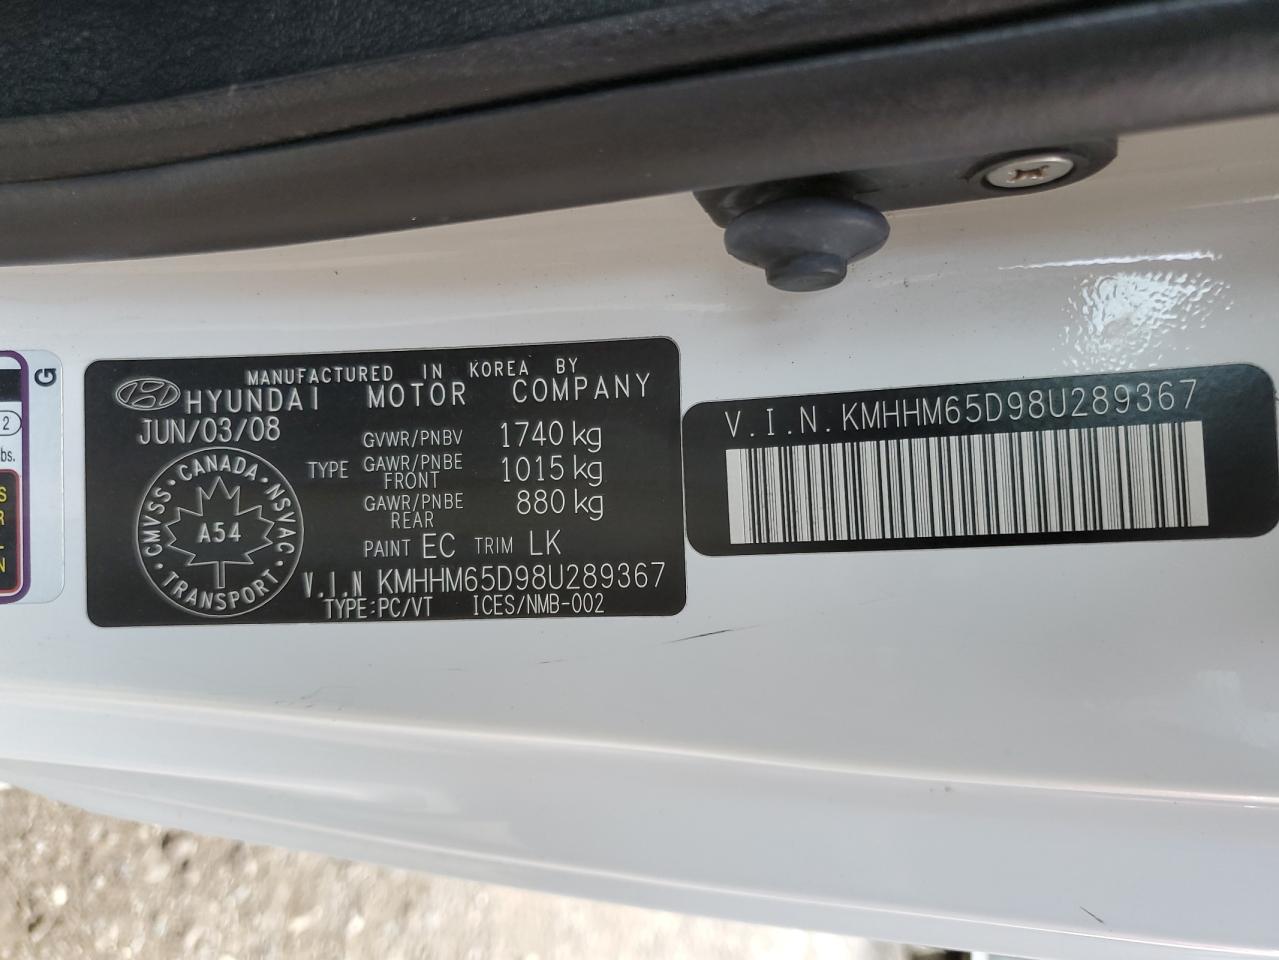 G
2
bs.
S
R
L
N
MANUFACTURED IN KOREA BY
HYUNDAI MOTOR COMPANY
JUN/03/08
GVWR/PNBV 1740 kg
TYPE GAWR/PNBE FRONT 1015 kg
GAWR/PNBE REAR 880 kg
PAINT EC TRIM LK
V.I.N KMHHM65D98U289367
TYPE:PC/VT ICES/NMB-002
CANADA
CMVSS
NSVAC
TRANSPORT
A54
V.I.N. KMHHM65D98U289367